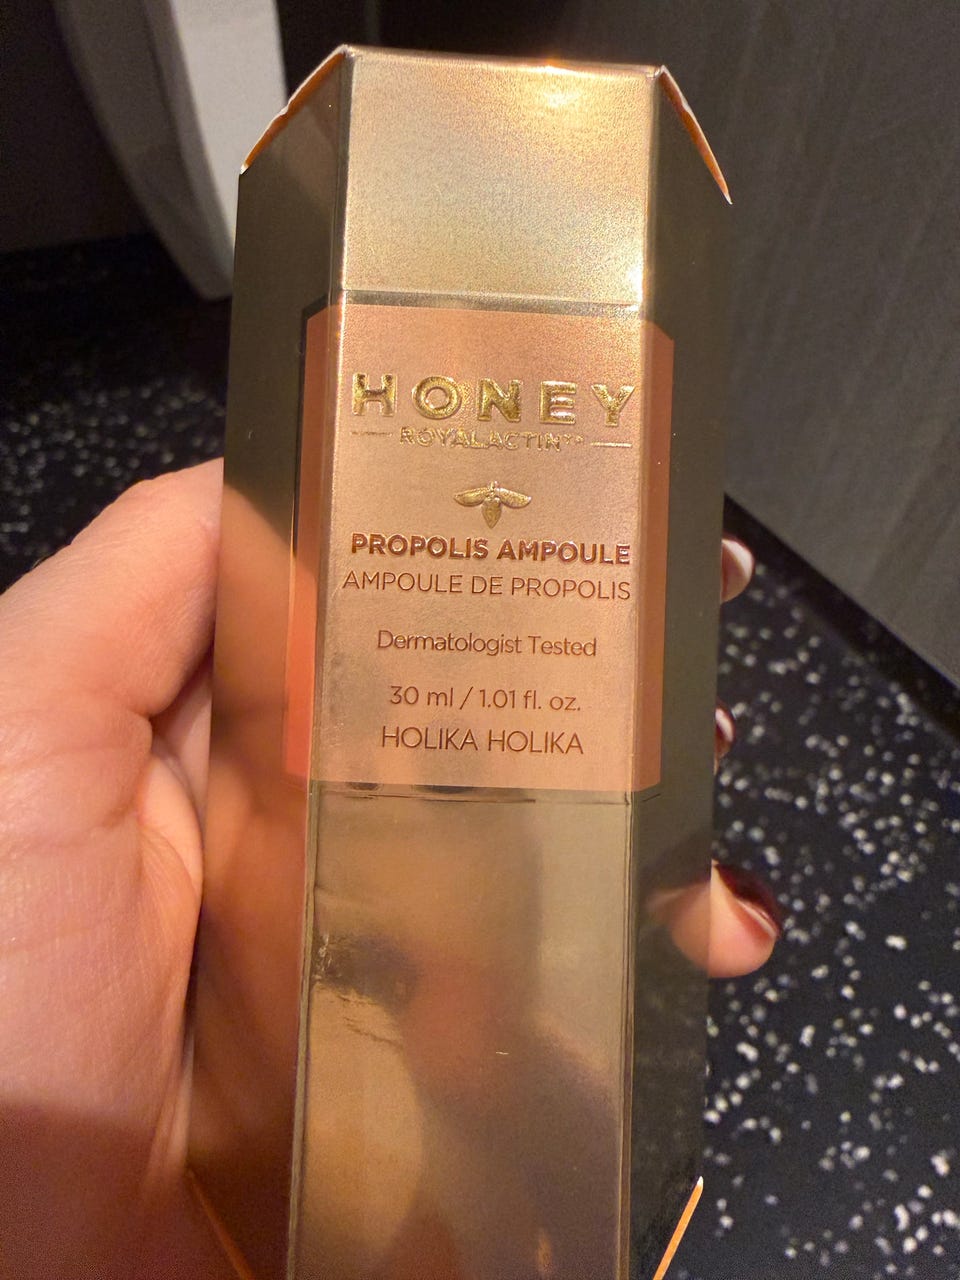 HONEY
ROYALACTIN™
PROPOLIS AMPOULE
AMPOULE DE PROPOLIS
Dermatologist Tested
30 ml / 1.01 fl. oz.
HOLIKA HOLIKA